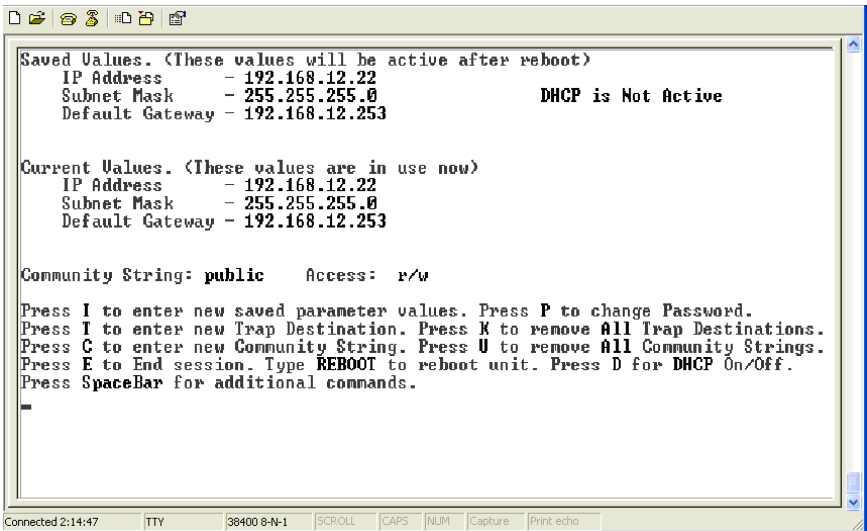 Saved Values. (These values will be active after reboot)
IP Address - 192.168.12.22
Subnet Mask - 255.255.255.0 DHCP is Not Active
Default Gateway - 192.168.12.253
Current Values. (These values are in use now)
IP Address - 192.168.12.22
Subnet Mask - 255.255.255.0
Default Gateway - 192.168.12.253
Community String: public Access: r/w
Press I to enter new saved parameter values. Press P to change Password.
Press T to enter new Trap Destination. Press K to remove All Trap Destinations.
Press C to enter new Community String. Press U to remove All Community Strings.
Press E to End session. Type REBOOT to reboot unit. Press D for DHCP On/Off.
Press SpaceBar for additional commands.
Connected 2:14:47 TTY 38400 8-N-1 SCROLL CAPS NUM Capture Print echo